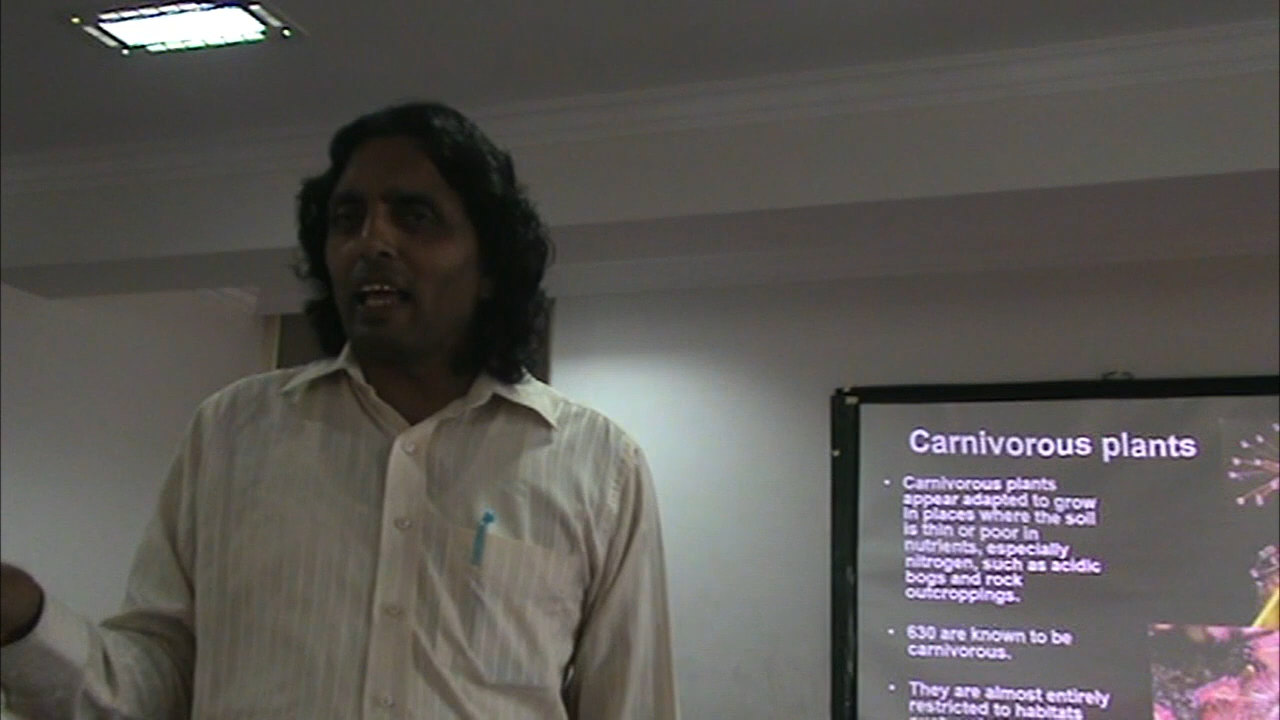 Carnivorous plants
• Carnivorous plants
appear adapted to grow
in places where the soil
is thin or poor in
nutrients, especially
nitrogen, such as acidic
bogs and rock
outcroppings.
• 630 are known to be
carnivorous.
• They are almost entirely
restricted to habitats